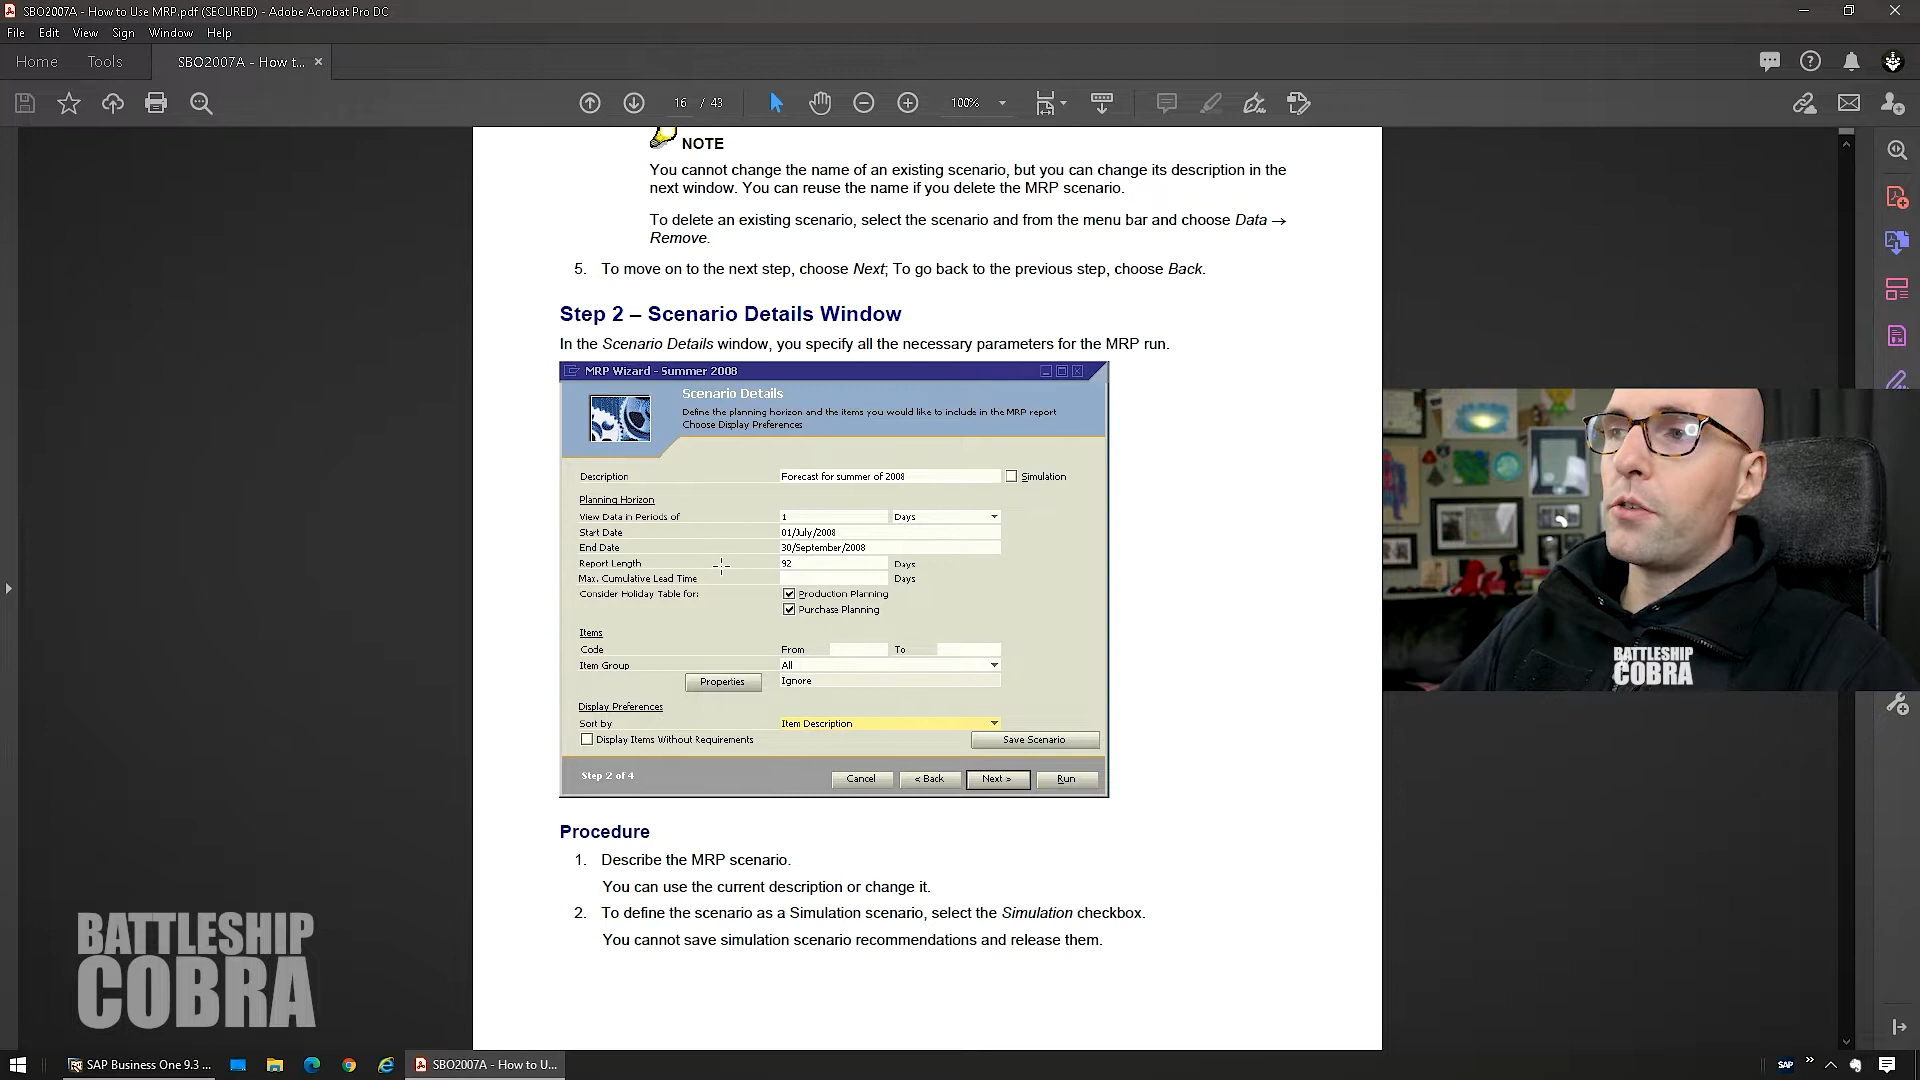 SBO2007A - How to Use MRP.pdf (SECURED) - Adobe Acrobat Pro DC
File Edit View Sign Window Help
Home Tools SBO2007A - How t... ×
16 / 43 100%
NOTE
You cannot change the name of an existing scenario, but you can change its description in the
next window. You can reuse the name if you delete the MRP scenario.
To delete an existing scenario, select the scenario and from the menu bar and choose Data →
Remove.
5. To move on to the next step, choose Next; To go back to the previous step, choose Back.
Step 2 – Scenario Details Window
In the Scenario Details window, you specify all the necessary parameters for the MRP run.
MRP Wizard - Summer 2008
Scenario Details
Define the planning horizon and the items you would like to include in the MRP report
Choose Display Preferences
Description Forecast for summer of 2008 Simulation
Planning Horizon
View Data in Periods of 1 Days
Start Date 01/July/2008
End Date 30/September/2008
Report Length 92 Days
Max. Cumulative Lead Time Days
Consider Holiday Table for: Production Planning
Purchase Planning
Items
Code From To
Item Group All
Properties Ignore
Display Preferences
Sort by Item Description
Display Items Without Requirements Save Scenario
Step 2 of 4 Cancel < Back Next > Run
Procedure
1. Describe the MRP scenario.
You can use the current description or change it.
2. To define the scenario as a Simulation scenario, select the Simulation checkbox.
You cannot save simulation scenario recommendations and release them.
BATTLESHIP
COBRA
BATTLESHIP
COBRA
SAP Business One 9.3 ... SBO2007A - How to U... SAP